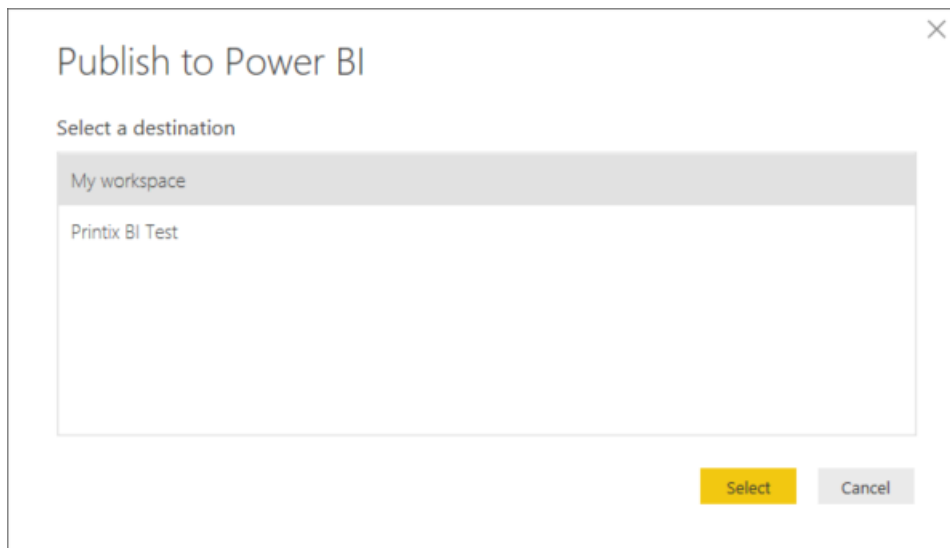 Publish to Power BI
Select a destination
My workspace
Printix BI Test
Select
Cancel